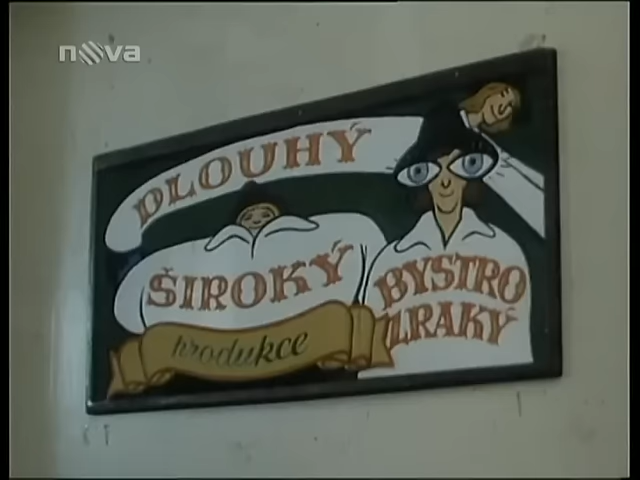 nova
DLOUHÝ
ŠIROKÝ
BYSTRO
ZRAKÝ
produkce